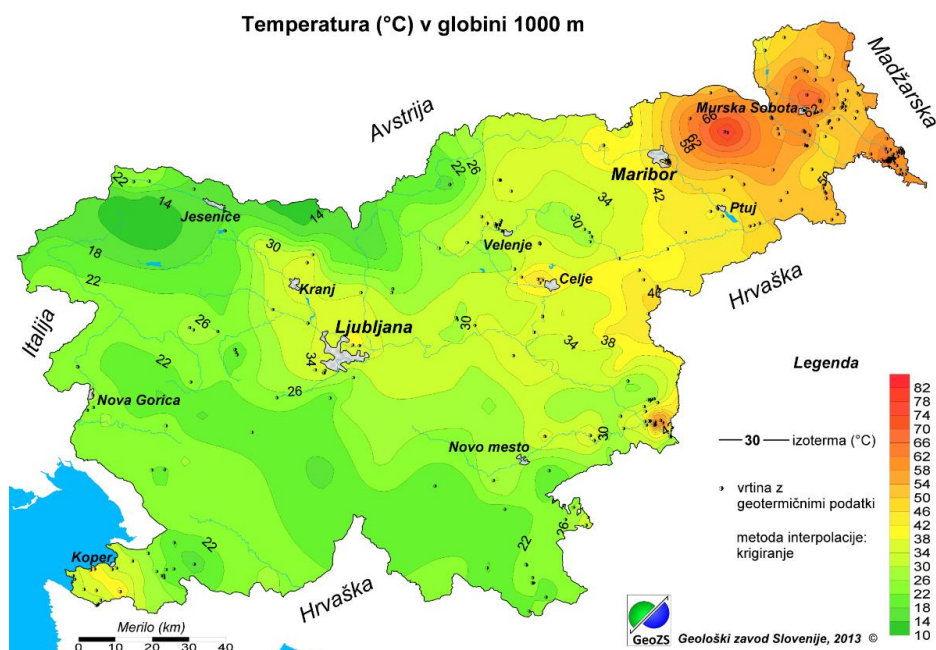 Temperatura (°C) v globini 1000 m
Madžarska
Avstrija
Murska Sobota
66
62
62
58
22
26
22
14
Jesenice
14
Maribor
50
42
34
Ptuj
30
30
18
Velenje
22
Kranj
Celje
46
Hrvaška
Italija
26
Ljubljana
30
34
38
34
22
26
Nova Gorica
42
30
Novo mesto
26
22
Koper
22
Hrvaška
Merilo (km)
0 10 20 30 40
Legenda
30 izoterma (°C)
vrtina z
geotermičnimi podatki
metoda interpolacije:
krigiranje
82
78
74
70
66
62
58
54
50
46
42
38
34
30
26
22
18
14
10
GeoZS
Geološki zavod Slovenije, 2013 ©